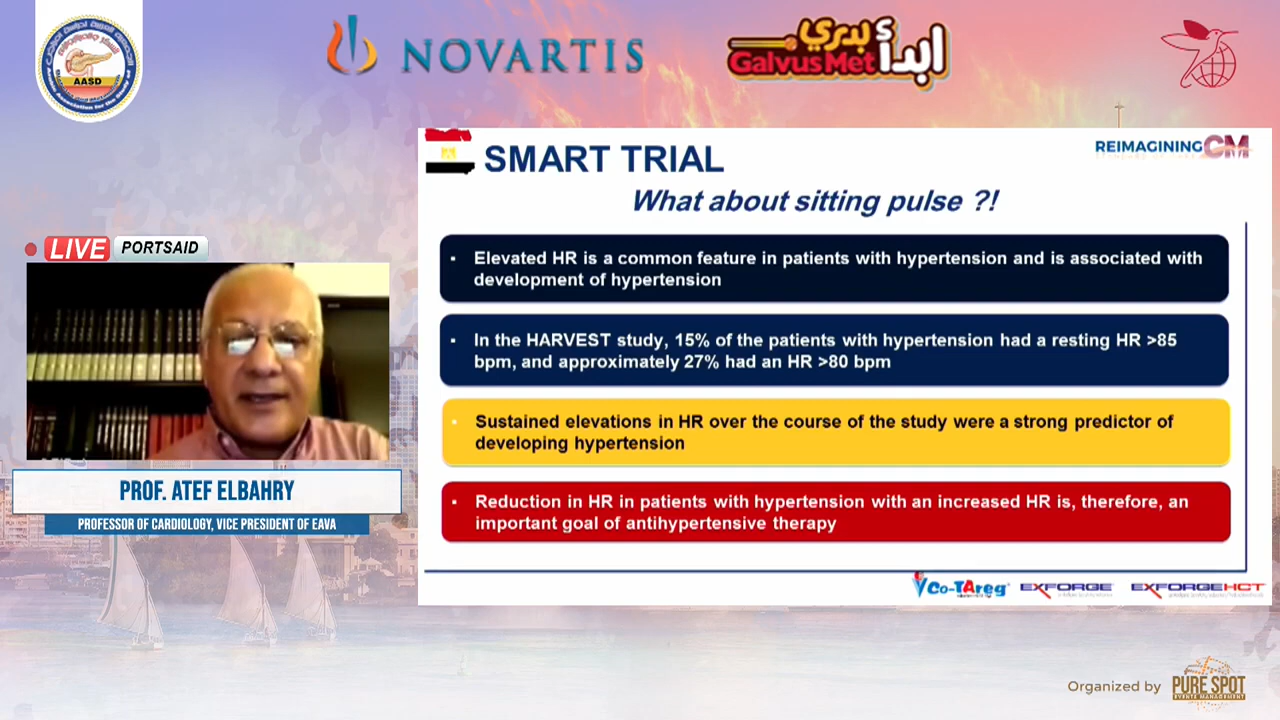 AASD
NOVARTIS
ابدأ بدري
GalvusMet
LIVE
PORTSAID
PROF. ATEF ELBAHRY
PROFESSOR OF CARDIOLOGY, VICE PRESIDENT OF EAVA
REIMAGINING CM
SMART TRIAL
What about sitting pulse ?!
▪ Elevated HR is a common feature in patients with hypertension and is associated with
development of hypertension
▪ In the HARVEST study, 15% of the patients with hypertension had a resting HR >85
bpm, and approximately 27% had an HR >80 bpm
▪ Sustained elevations in HR over the course of the study were a strong predictor of
developing hypertension
▪ Reduction in HR in patients with hypertension with an increased HR is, therefore, an
important goal of antihypertensive therapy
Co-TAreg
EXFORGE
EXFORGE HCT
Organized by
PURE SPOT
EVENTS MANAGEMENT